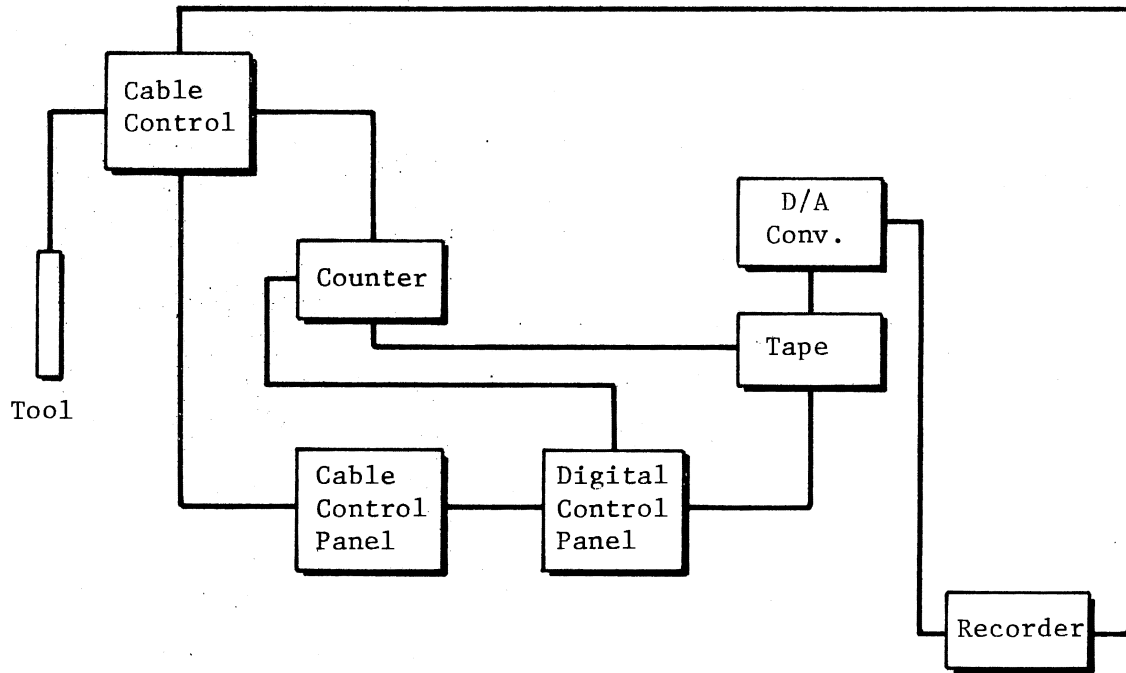 Cable
Control
D/A
Conv.
Counter
Tape
Tool
Cable
Control
Panel
Digital
Control
Panel
Recorder